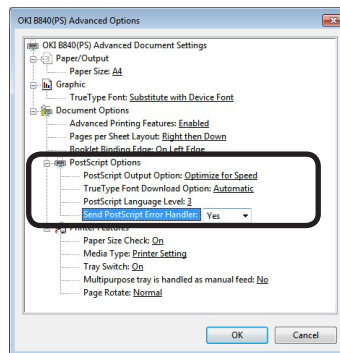 OKI B840(PS) Advanced Options
OKI B840(PS) Advanced Document Settings
Paper/Output
Paper Size: A4
Graphic
TrueType Font: Substitute with Device Font
Document Options
Advanced Printing Features: Enabled
Pages per Sheet Layout: Right then Down
Booklet Binding Edge: On Left Edge
PostScript Options
PostScript Output Option: Optimize for Speed
TrueType Font Download Option: Automatic
PostScript Language Level: 3
Send PostScript Error Handler: Yes
Printer Features
Paper Size Check: On
Media Type: Printer Setting
Tray Switch: On
Multipurpose tray is handled as manual feed: No
Page Rotate: Normal
OK Cancel